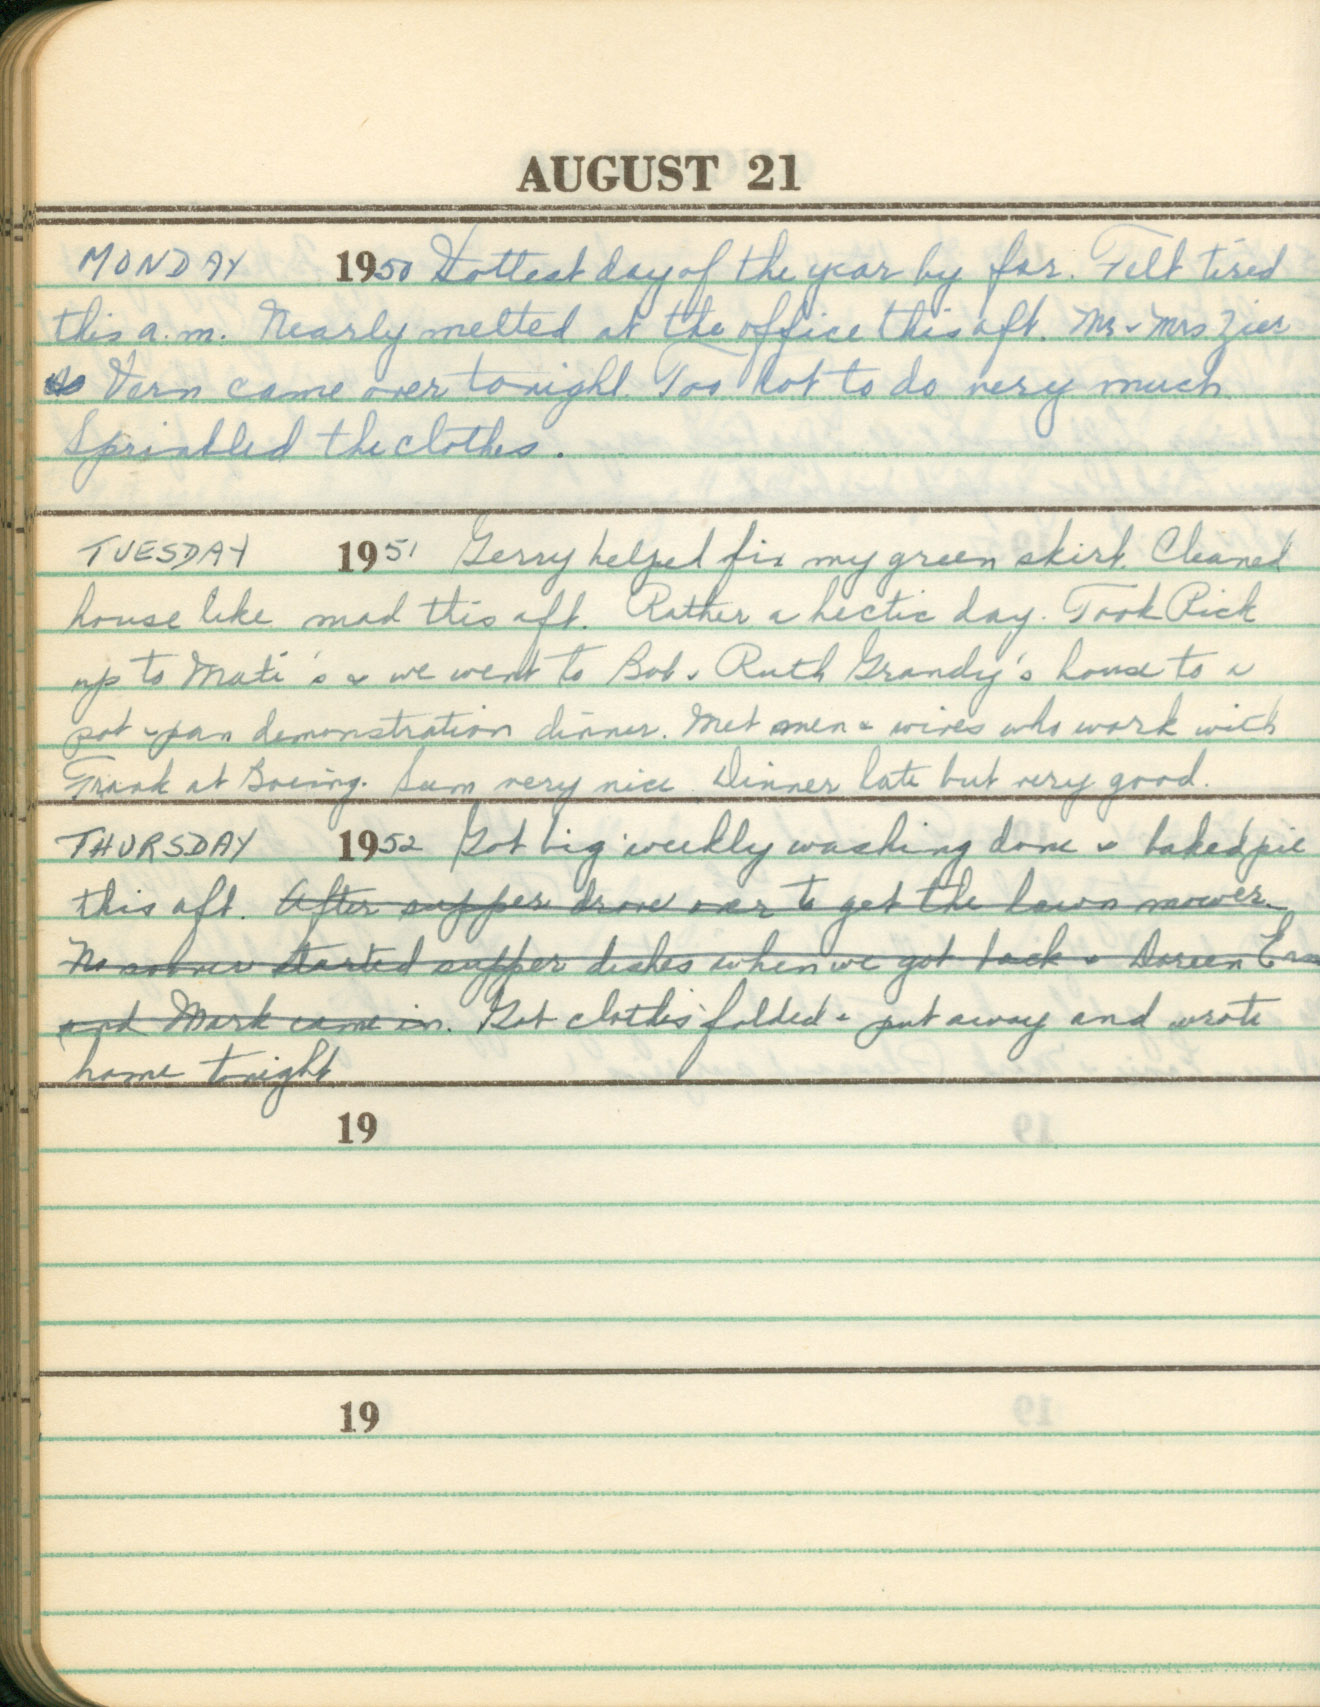 AUGUST 21
MONDAY 1950 Hottest day of the year by far. Felt tired
this a.m. Nearly melted at the office this aft. Mr & Mrs Zier
& Vern came over tonight. Too hot to do very much
Sprinkled the clothes.
TUESDAY 1951 Gerry helped fix my green skirt. Cleaned
house like mad this aft. Rather a hectic day. Took Rick
up to Mati's & we went to Bob & Ruth Grandy's house to a
pot & pan demonstration dinner. Met men & wives who work with
Frank at Boeing. Seem very nice. Dinner late but very good.
THURSDAY 1952 Got big weekly washing done & baked pie
this aft. After supper drove over to get the lawn mower.
No sooner started supper dishes when we got back & Doreen
and Mark came in. Got clothes folded & put away and wrote
home tonight
19
19